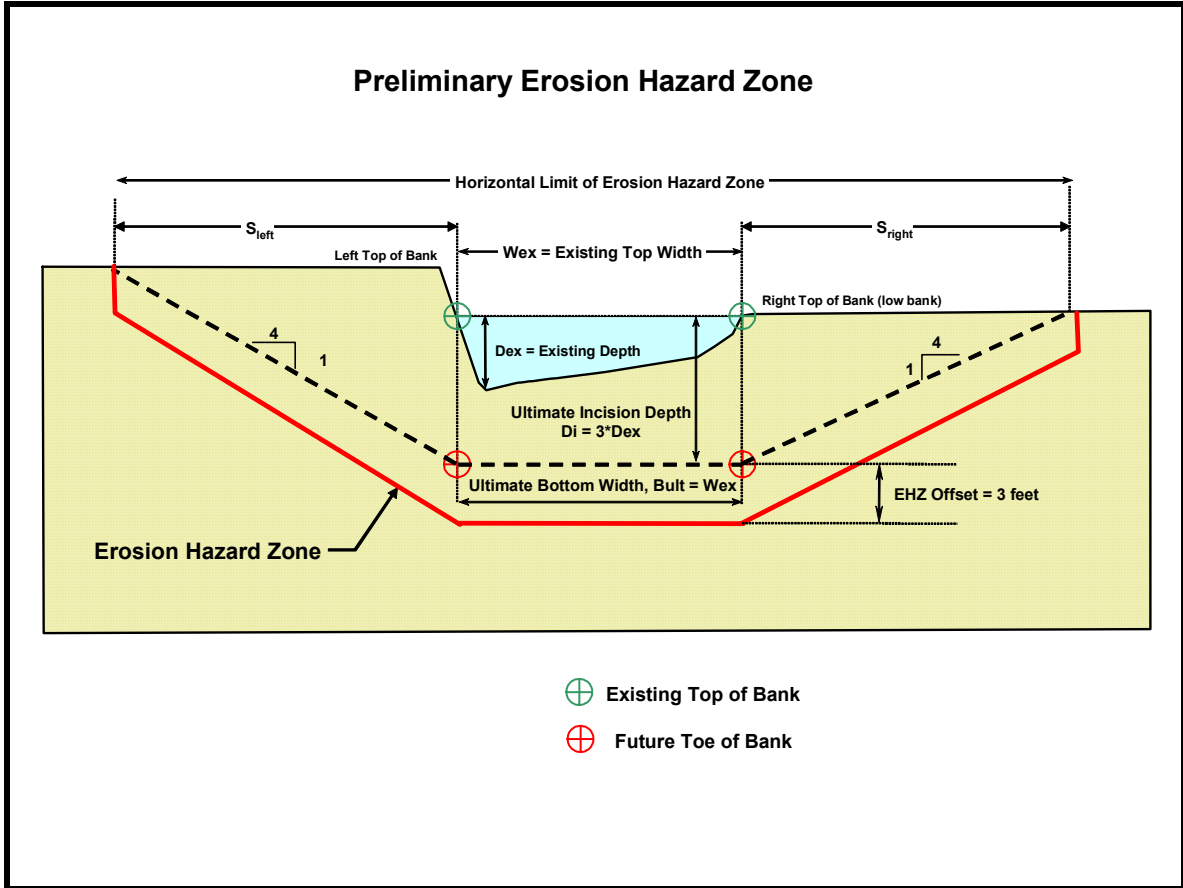 Preliminary Erosion Hazard Zone
Horizontal Limit of Erosion Hazard Zone
Sleft
Sright
Wex = Existing Top Width
Left Top of Bank
Right Top of Bank (low bank)
4
1
Dex = Existing Depth
4
1
Ultimate Incision Depth
Di = 3*Dex
Ultimate Bottom Width, Bult = Wex
EHZ Offset = 3 feet
Erosion Hazard Zone
Existing Top of Bank
Future Toe of Bank